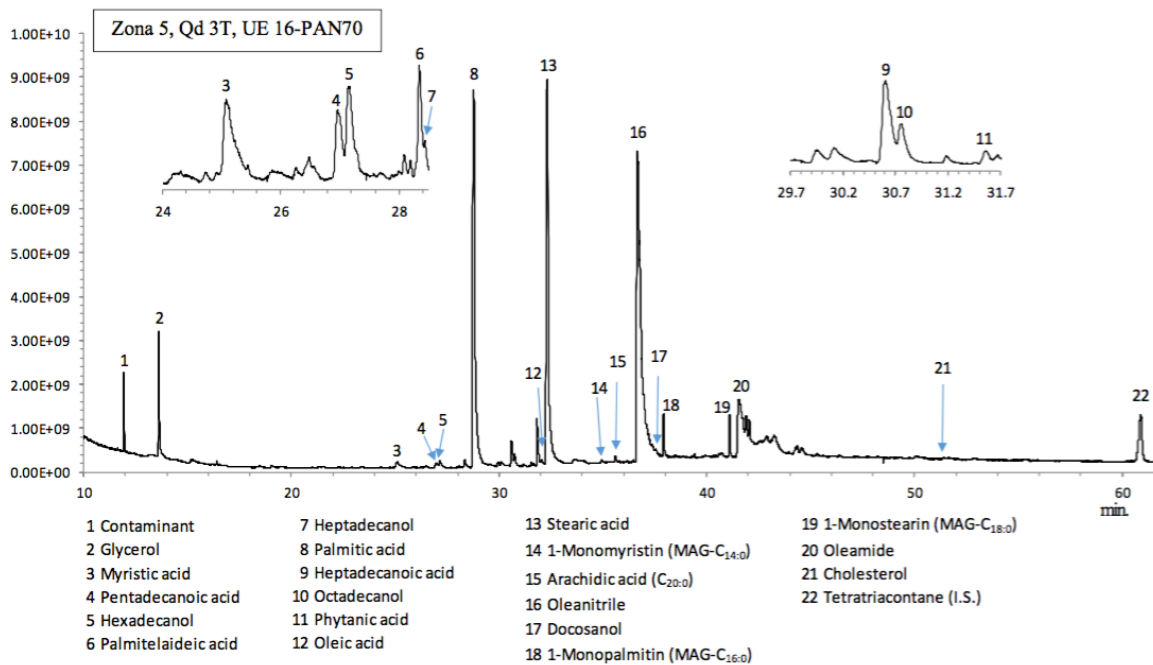 Zona 5, Qd 3T, UE 16-PAN70
1.00E+10
9.00E+09
8.00E+09
7.00E+09
6.00E+09
5.00E+09
4.00E+09
3.00E+09
2.00E+09
1.00E+09
0.00E+00
3
4
5
6
7
24
26
28
9
10
11
29.7
30.2
30.7
31.2
31.7
1
2
3
4
5
8
12
13
14
15
16
17
18
19
20
21
22
10
20
30
40
50
60
min.
1 Contaminant
2 Glycerol
3 Myristic acid
4 Pentadecanoic acid
5 Hexadecanol
6 Palmitelaideic acid
7 Heptadecanol
8 Palmitic acid
9 Heptadecanoic acid
10 Octadecanol
11 Phytanic acid
12 Oleic acid
13 Stearic acid
14 1-Monomyristin (MAG-C14:0)
15 Arachidic acid (C20:0)
16 Oleanitrile
17 Docosanol
18 1-Monopalmitin (MAG-C16:0)
19 1-Monostearin (MAG-C18:0)
20 Oleamide
21 Cholesterol
22 Tetratriacontane (I.S.)